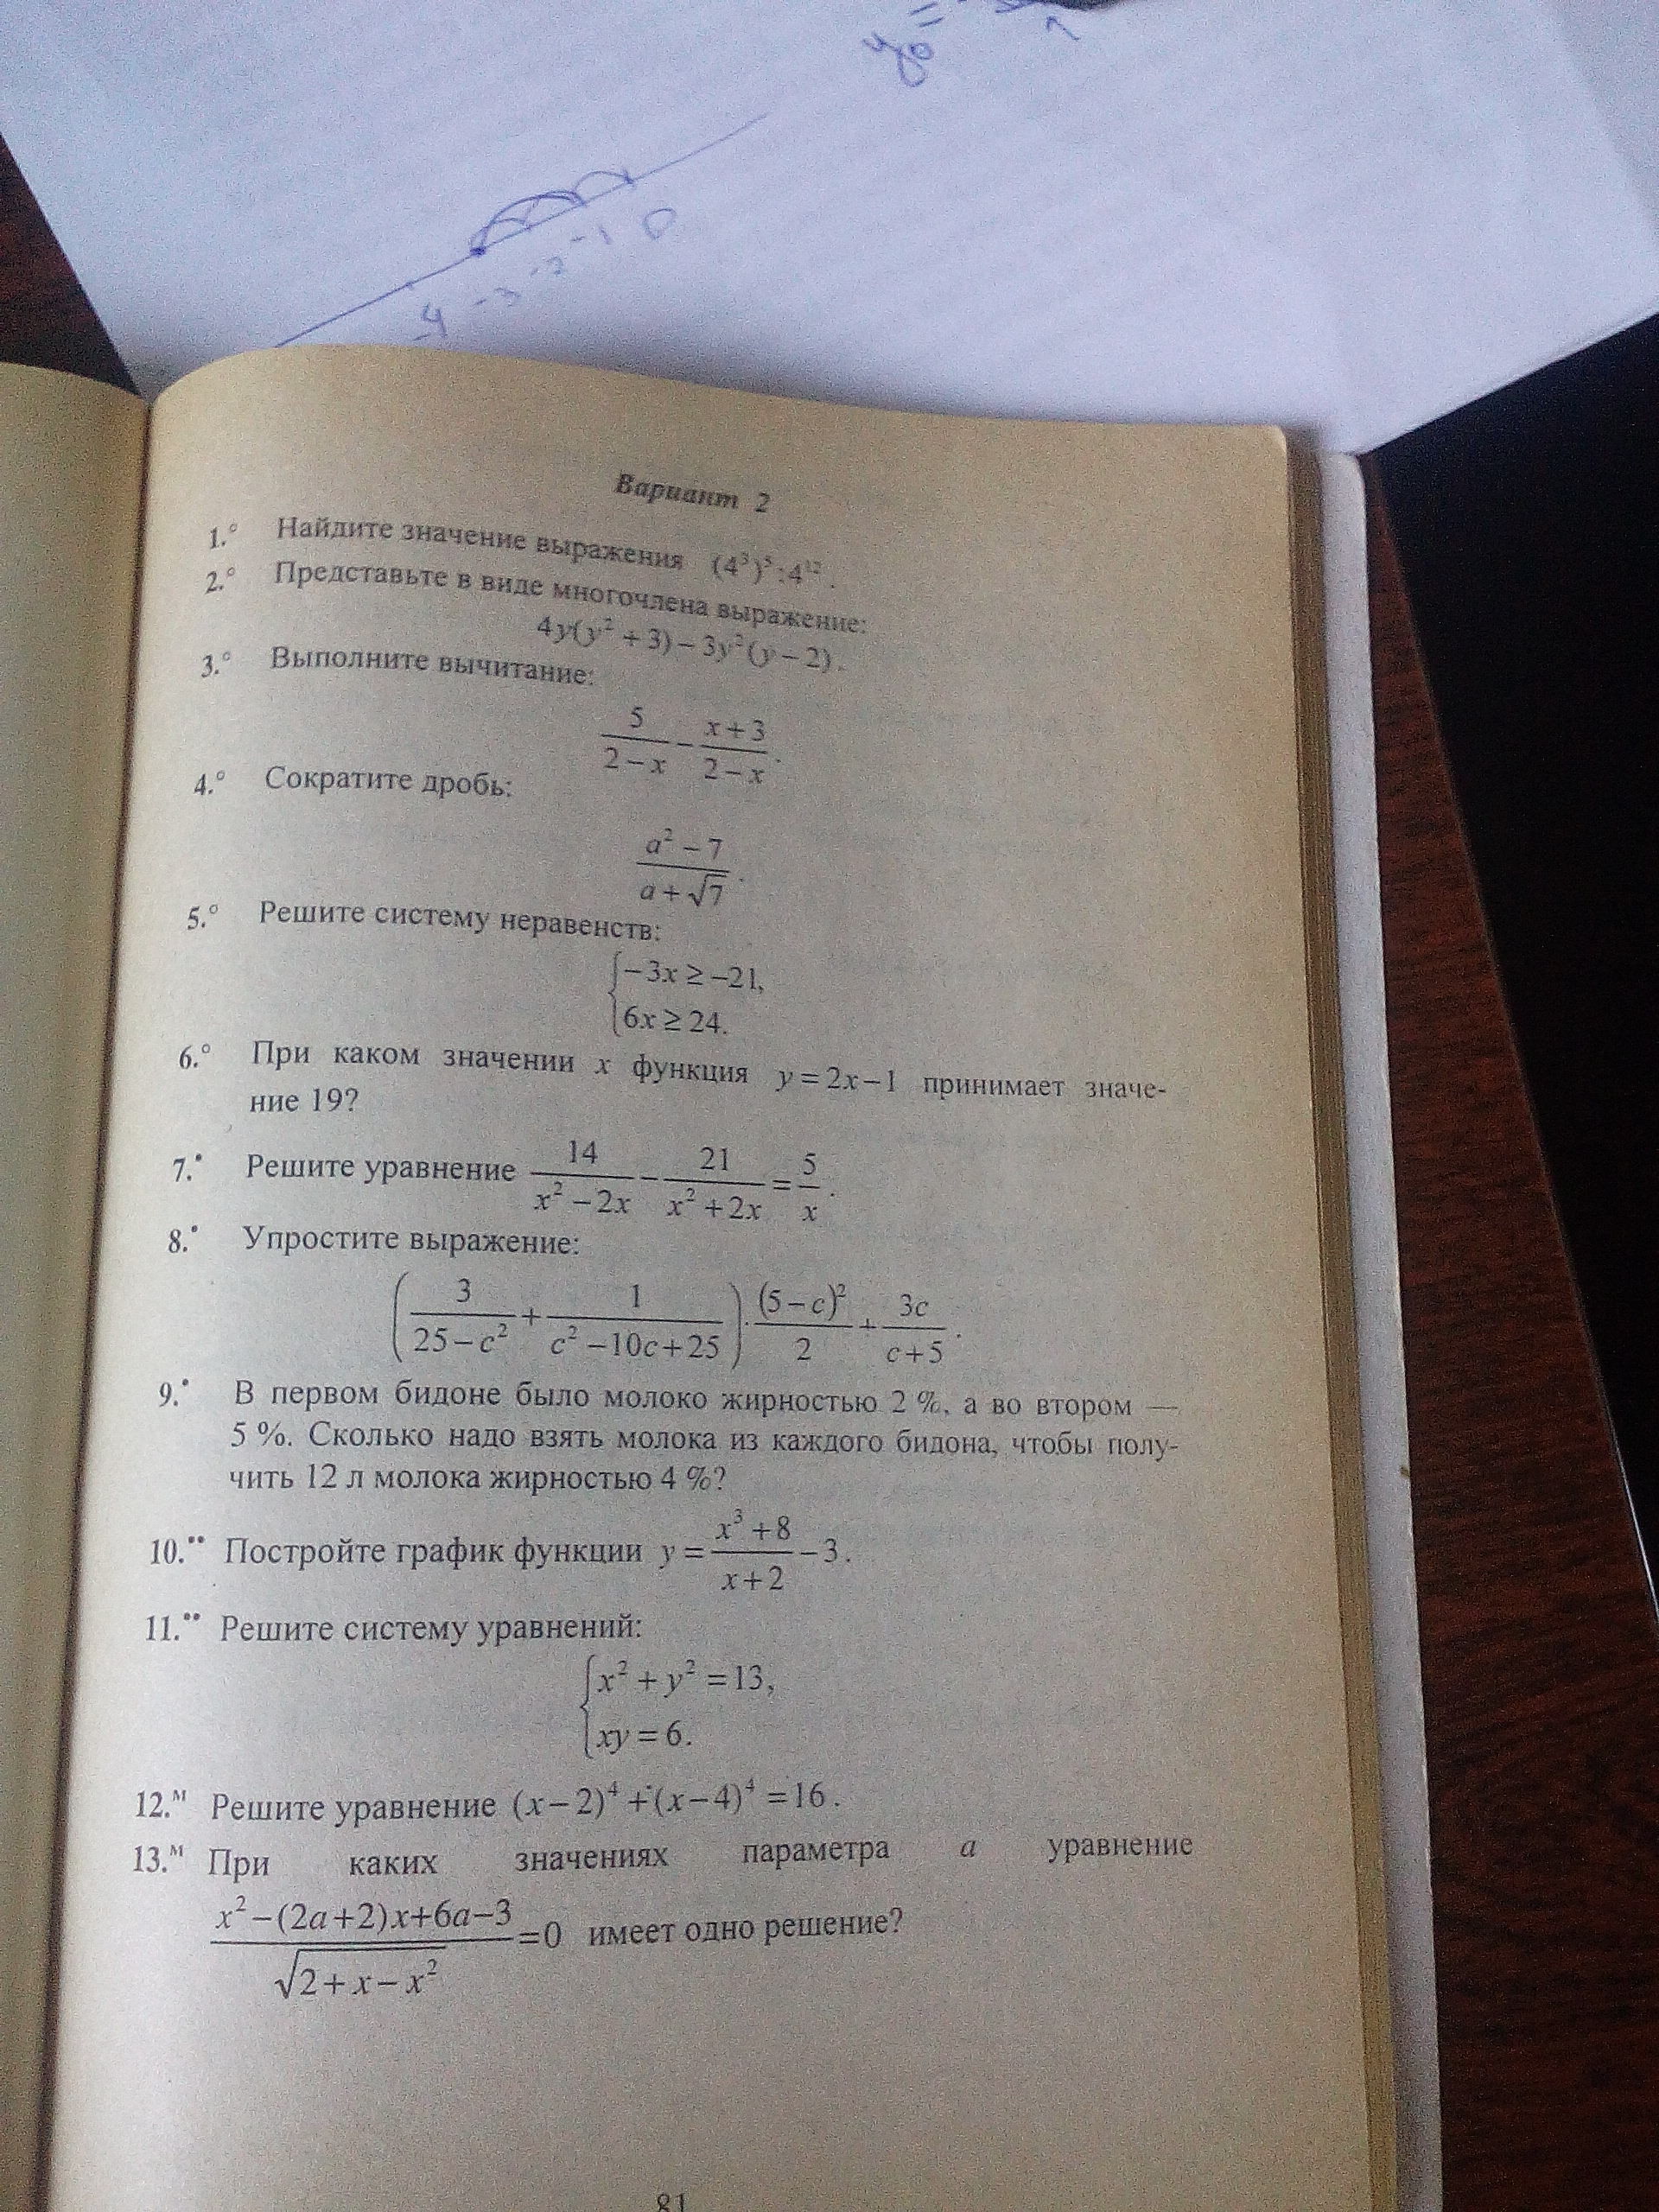 y₀ =
-4 -3 -2 -1 0
Вариант 2
1.° Найдите значение выражения (4³)⁵:4¹².
2.° Представьте в виде многочлена выражение:
4y(y² + 3) − 3y²(y − 2).
3.° Выполните вычитание:
5/(2 − x) − (x + 3)/(2 − x).
4.° Сократите дробь:
(a² − 7)/(a + √7).
5.° Решите систему неравенств:
{−3x ≥ −21,
6x ≥ 24.
6.° При каком значении x функция y = 2x − 1 принимает значе-
ние 19?
7.• Решите уравнение 14/(x² − 2x) − 21/(x² + 2x) = 5/x.
8.• Упростите выражение:
(3/(25 − c²) + 1/(c² − 10c + 25)) · (5 − c)²/2 + 3c/(c + 5).
9.• В первом бидоне было молоко жирностью 2 %, а во втором —
5 %. Сколько надо взять молока из каждого бидона, чтобы полу-
чить 12 л молока жирностью 4 %?
10.•• Постройте график функции y = (x³ + 8)/(x + 2) − 3.
11.•• Решите систему уравнений:
{x² + y² = 13,
xy = 6.
12.ᴹ Решите уравнение (x − 2)⁴ + (x − 4)⁴ = 16.
13.ᴹ При каких значениях параметра a уравнение
(x² − (2a + 2)x + 6a − 3)/√(2 + x − x²) = 0 имеет одно решение?
81